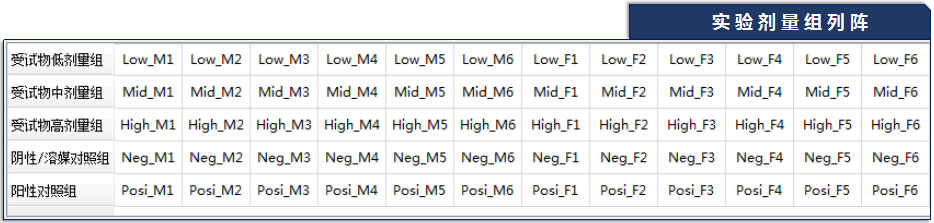 实验剂量组列阵
受试物低剂量组 Low_M1 Low_M2 Low_M3 Low_M4 Low_M5 Low_M6 Low_F1 Low_F2 Low_F3 Low_F4 Low_F5 Low_F6
受试物中剂量组 Mid_M1 Mid_M2 Mid_M3 Mid_M4 Mid_M5 Mid_M6 Mid_F1 Mid_F2 Mid_F3 Mid_F4 Mid_F5 Mid_F6
受试物高剂量组 High_M1 High_M2 High_M3 High_M4 High_M5 High_M6 High_F1 High_F2 High_F3 High_F4 High_F5 High_F6
阴性/溶媒对照组 Neg_M1 Neg_M2 Neg_M3 Neg_M4 Neg_M5 Neg_M6 Neg_F1 Neg_F2 Neg_F3 Neg_F4 Neg_F5 Neg_F6
阳性对照组 Posi_M1 Posi_M2 Posi_M3 Posi_M4 Posi_M5 Posi_M6 Posi_F1 Posi_F2 Posi_F3 Posi_F4 Posi_F5 Posi_F6